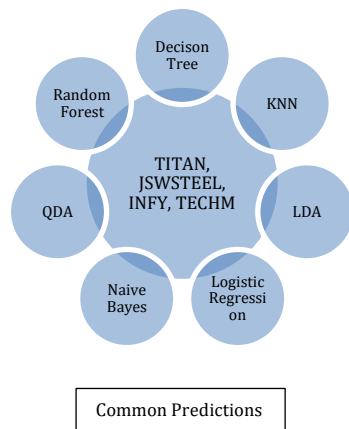 Decison
Tree
Random
Forest
KNN
TITAN,
JSWSTEEL,
INFY, TECHM
QDA
LDA
Naive
Bayes
Logistic
Regressi
on
Common Predictions